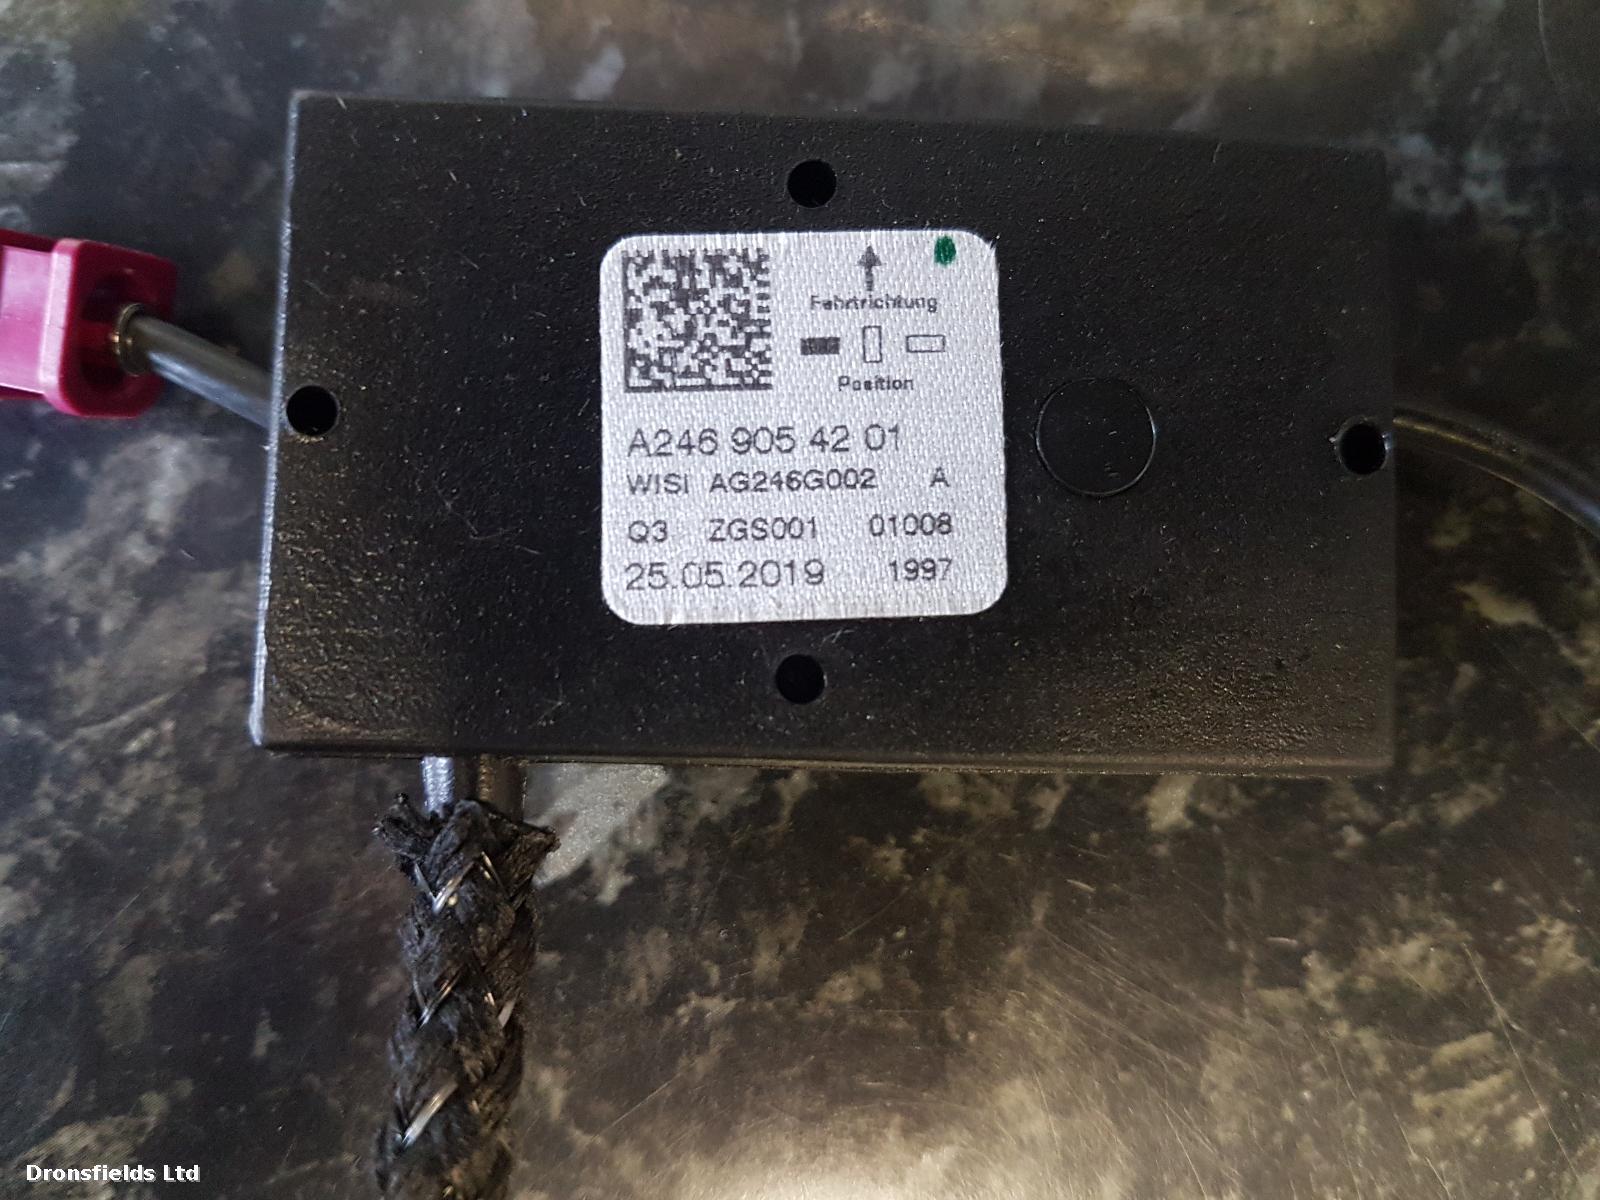 Fahrtrichtung
Position
A246 905 42 01
WISI AG246G002 A
Q3 ZGS001 01008
25.05.2019 1997
Dronsfields Ltd